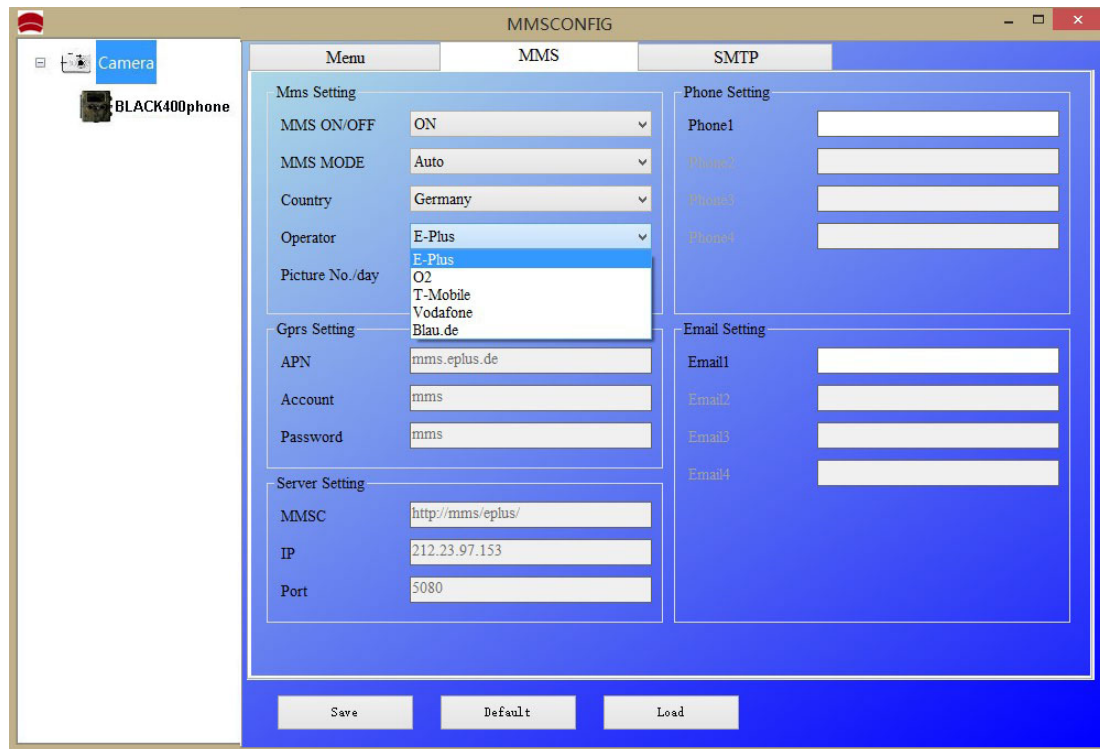 MMSCONFIG
Camera
BLACK400phone
Menu
MMS
SMTP
Mms Setting
MMS ON/OFF ON
MMS MODE Auto
Country Germany
Operator E-Plus
E-Plus
O2
T-Mobile
Vodafone
Blau.de
Picture No./day
Gprs Setting
APN mms.eplus.de
Account mms
Password mms
Server Setting
MMSC http://mms/eplus/
IP 212.23.97.153
Port 5080
Phone Setting
Phone1
Phone2
Phone3
Phone4
Email Setting
Email1
Email2
Email3
Email4
Save
Default
Load